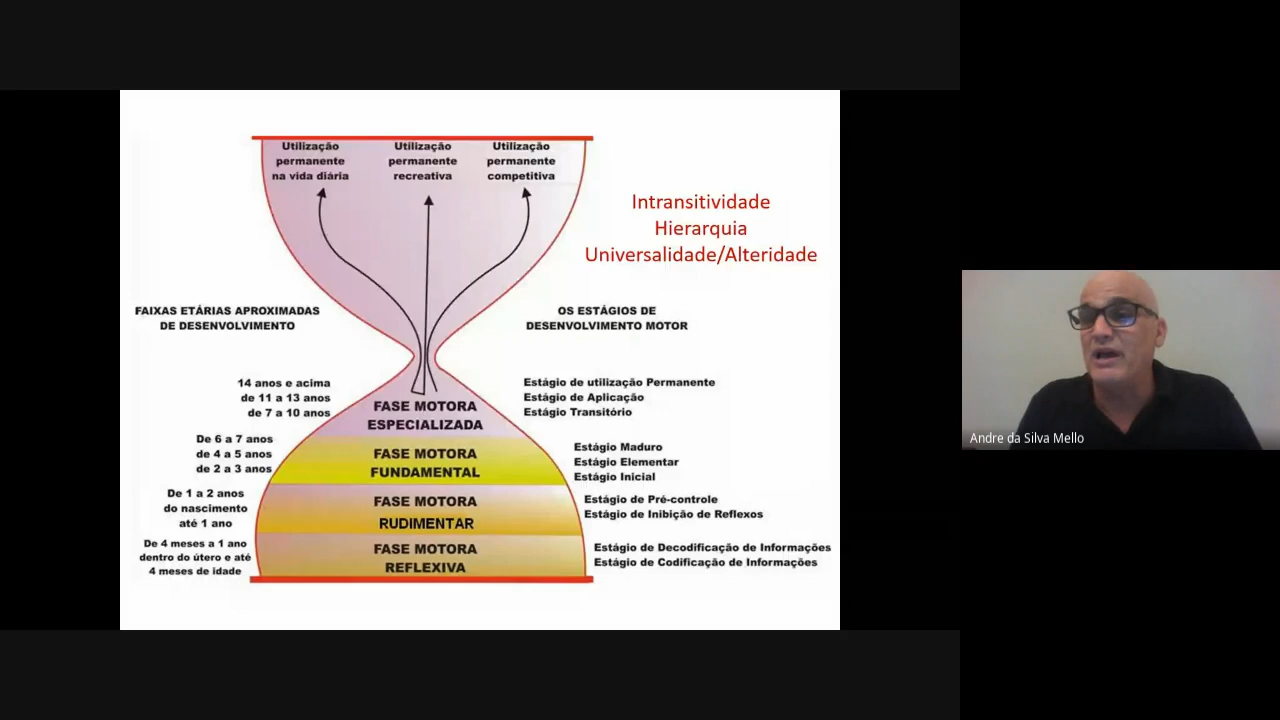 Utilização
permanente
na vida diária
Utilização
permanente
recreativa
Utilização
permanente
competitiva
Intransitividade
Hierarquia
Universalidade/Alteridade
FAIXAS ETÁRIAS APROXIMADAS
DE DESENVOLVIMENTO
OS ESTÁGIOS DE
DESENVOLVIMENTO MOTOR
14 anos e acima
de 11 a 13 anos
de 7 a 10 anos
FASE MOTORA
ESPECIALIZADA
Estágio de utilização Permanente
Estágio de Aplicação
Estágio Transitório
De 6 a 7 anos
de 4 a 5 anos
de 2 a 3 anos
FASE MOTORA
FUNDAMENTAL
Estágio Maduro
Estágio Elementar
Estágio Inicial
De 1 a 2 anos
do nascimento
até 1 ano
FASE MOTORA
RUDIMENTAR
Estágio de Pré-controle
Estágio de Inibição de Reflexos
De 4 meses a 1 ano
dentro do útero e até
4 meses de idade
FASE MOTORA
REFLEXIVA
Estágio de Decodificação de Informações
Estágio de Codificação de Informações
Andre da Silva Mello